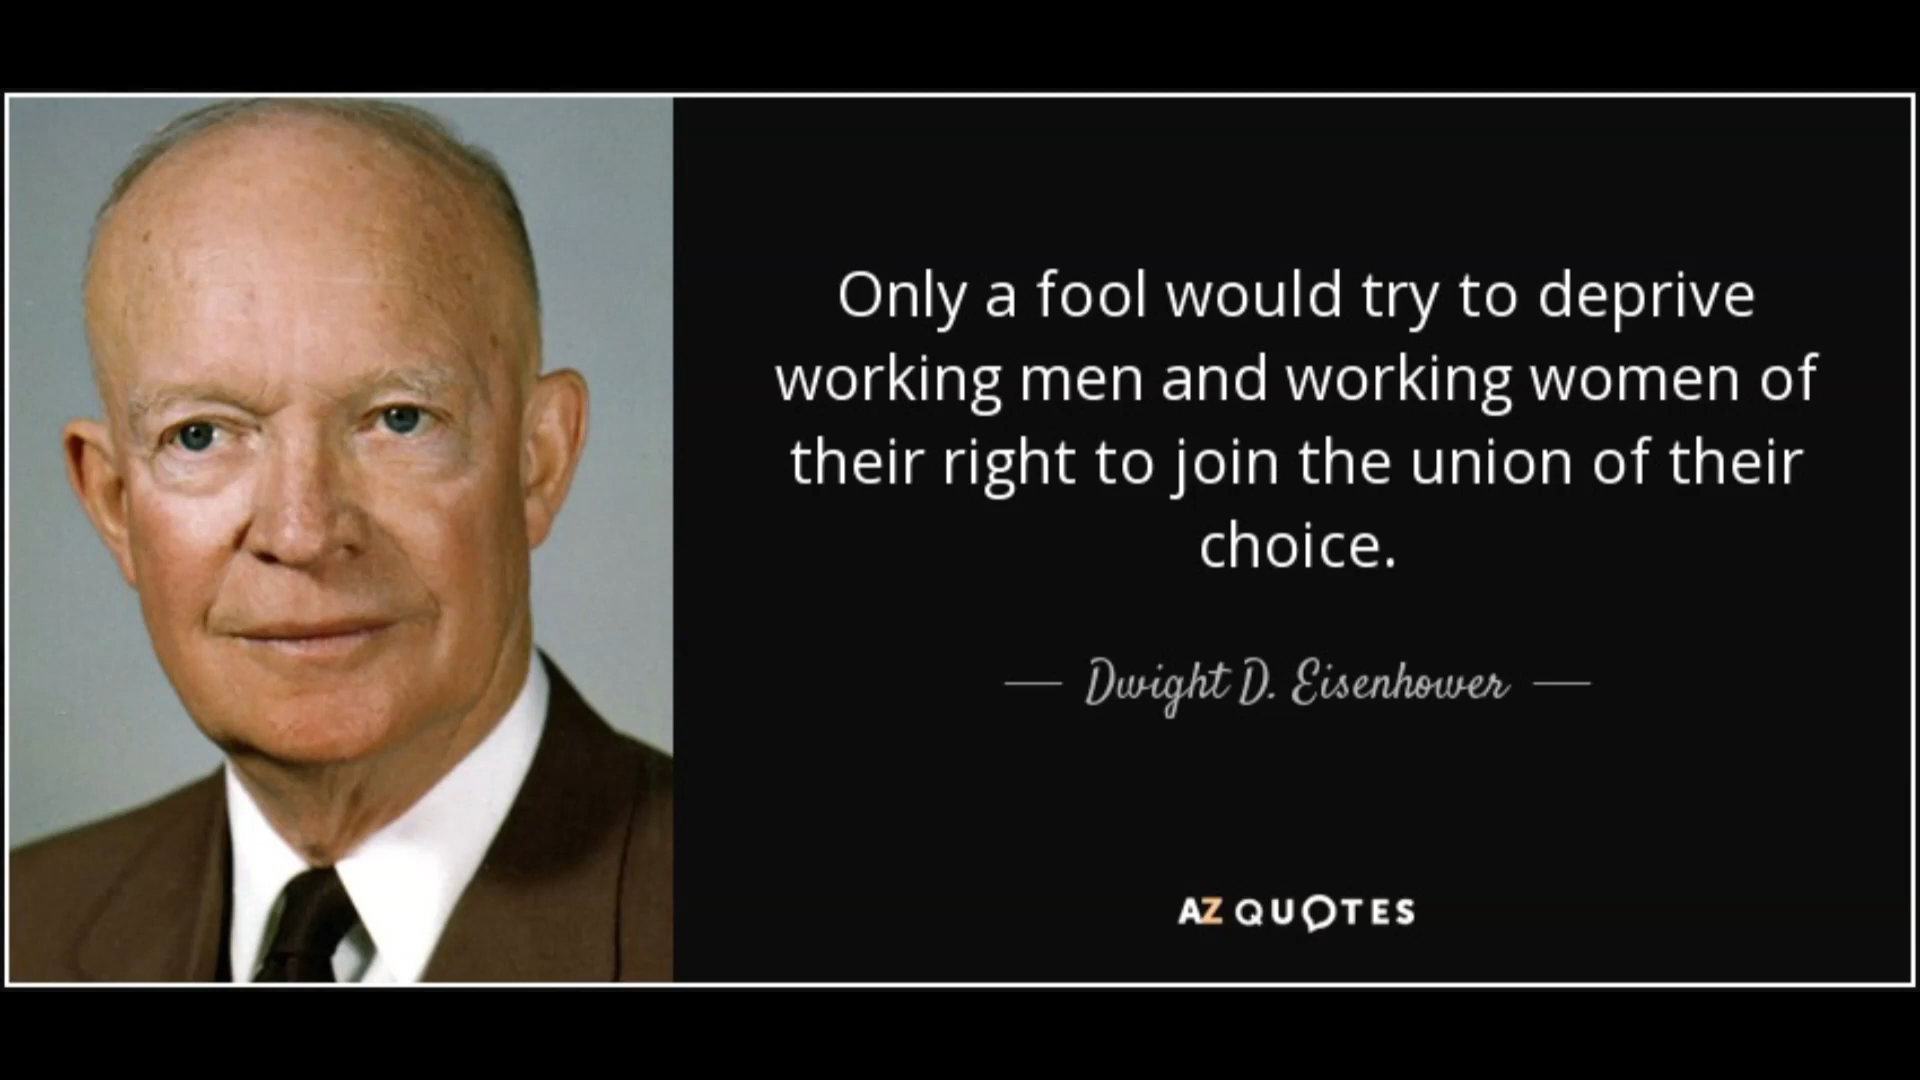 Only a fool would try to deprive
working men and working women of
their right to join the union of their
choice.
— Dwight D. Eisenhower —
AZ QUOTES